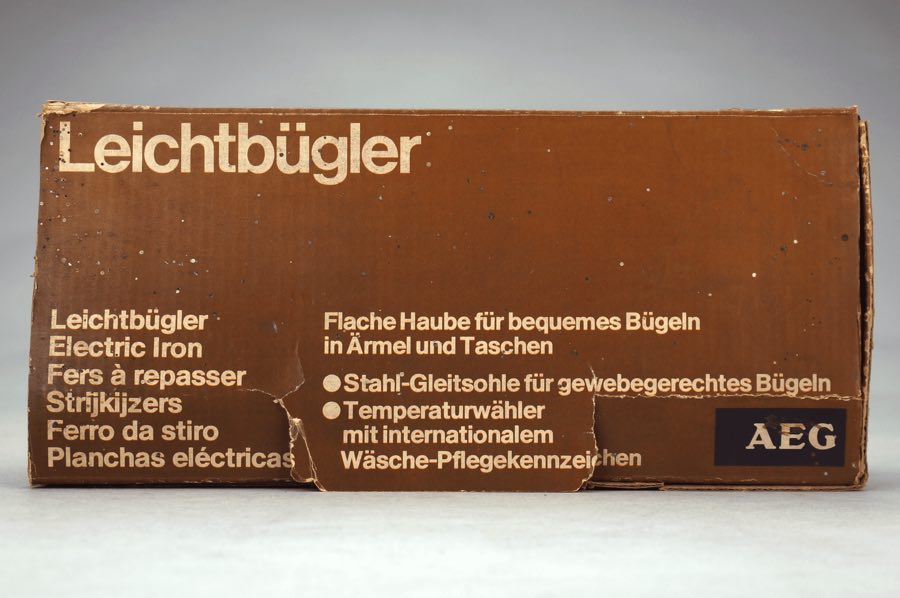 Leichtbügler
Leichtbügler
Electric Iron
Fers à repasser
Strijkijzers
Ferro da stiro
Planchas eléctricas
Flache Haube für bequemes Bügeln
in Ärmel und Taschen
● Stahl-Gleitsohle für gewebegerechtes Bügeln
● Temperaturwähler
mit internationalem
Wäsche-Pflegekennzeichen
AEG